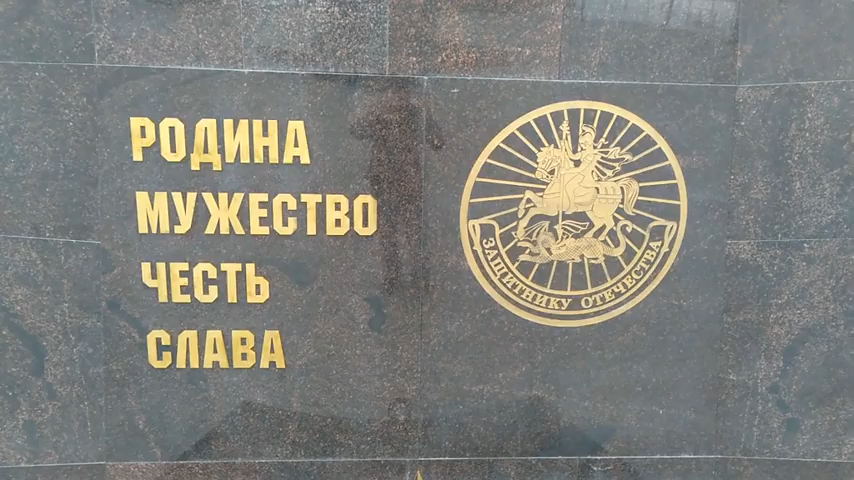 РОДИНА
МУЖЕСТВО
ЧЕСТЬ
СЛАВА
ЗАЩИТНИКУ ОТЕЧЕСТВА